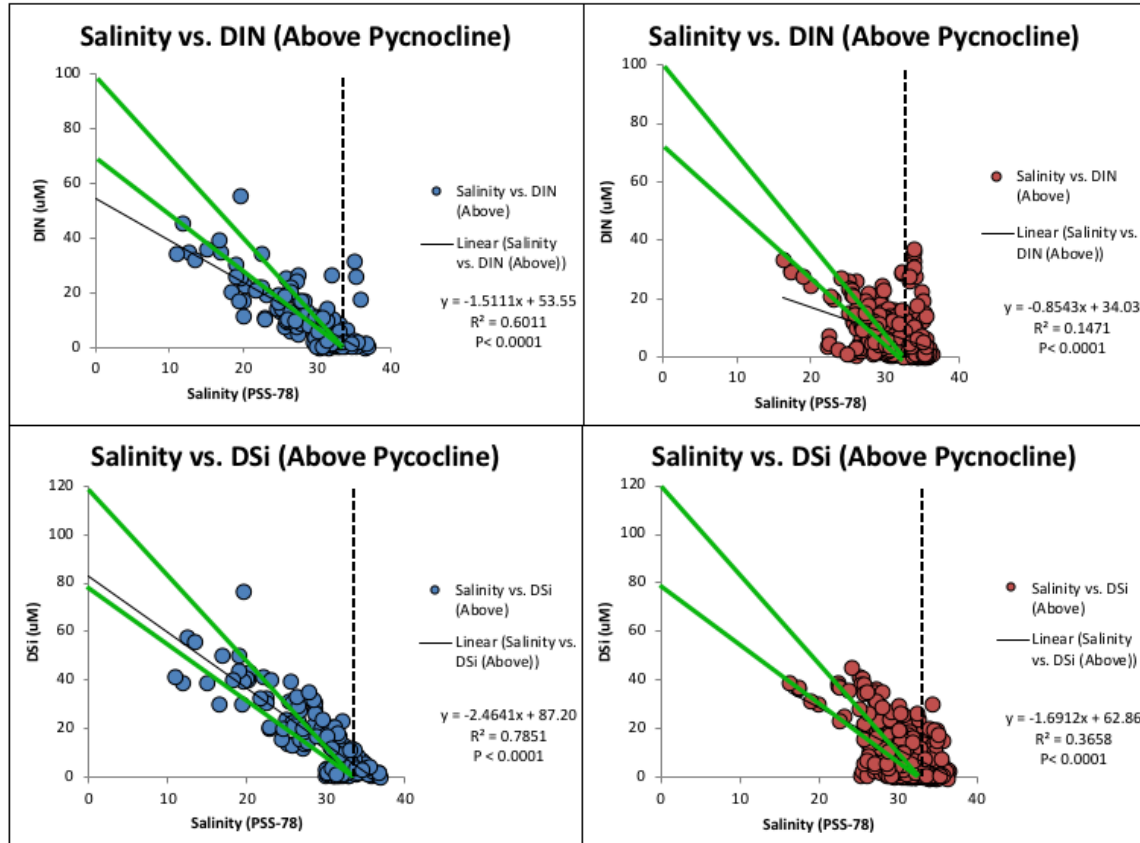 Salinity vs. DIN (Above Pycnocline)
100
80
60
40
20
0
DIN (uM)
0 10 20 30 40
Salinity (PSS-78)
Salinity vs. DIN
(Above)
Linear (Salinity
vs. DIN (Above))
y = -1.5111x + 53.55
R² = 0.6011
P< 0.0001
Salinity vs. DIN (Above Pycnocline)
100
80
60
40
20
0
DIN (uM)
0 10 20 30 40
Salinity (PSS-78)
Salinity vs. DIN
(Above)
Linear (Salinity vs.
DIN (Above))
y = -0.8543x + 34.03
R² = 0.1471
P< 0.0001
Salinity vs. DSi (Above Pycocline)
120
100
80
60
40
20
0
DSi (uM)
0 10 20 30 40
Salinity (PSS-78)
Salinity vs. DSi
(Above)
Linear (Salinity vs.
DSi (Above))
y = -2.4641x + 87.20
R² = 0.7851
P < 0.0001
Salinity vs. DSi (Above Pycnocline)
120
100
80
60
40
20
0
DSi (uM)
0 10 20 30 40
Salinity (PSS-78)
Salinity vs. DSi
(Above)
Linear (Salinity
vs. DSi (Above))
y = -1.6912x + 62.86
R² = 0.3658
P< 0.0001